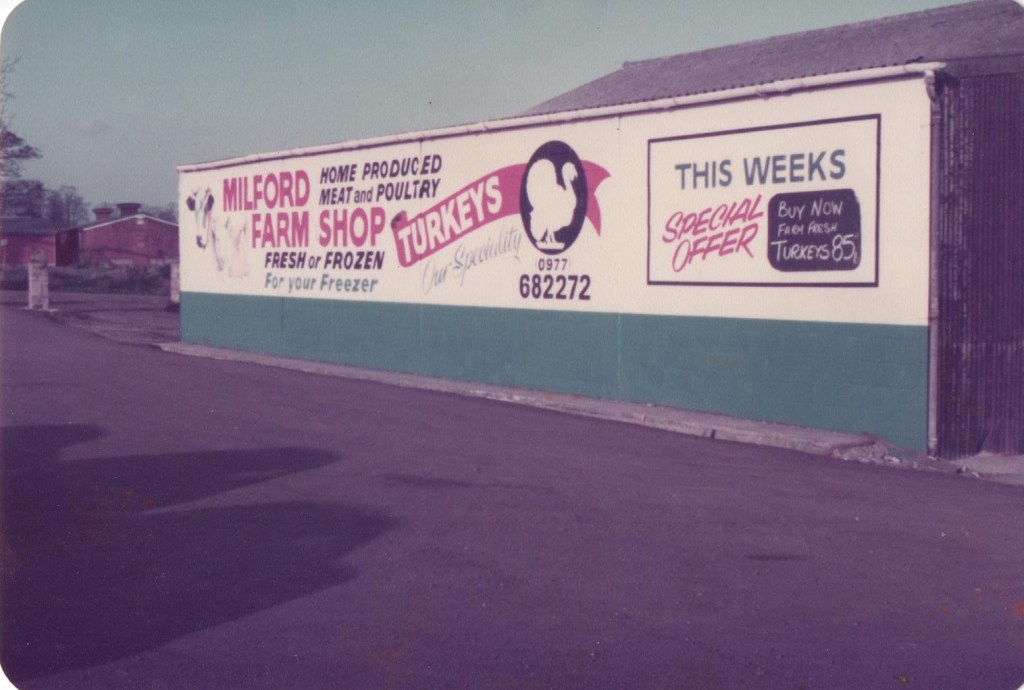 MILFORD
FARM SHOP
HOME PRODUCED
MEAT and POULTRY
FRESH or FROZEN
For your Freezer
TURKEYS
Our Speciality
0977
682272
THIS WEEKS
SPECIAL
OFFER
BUY NOW
FARM FRESH
TURKEYS 85